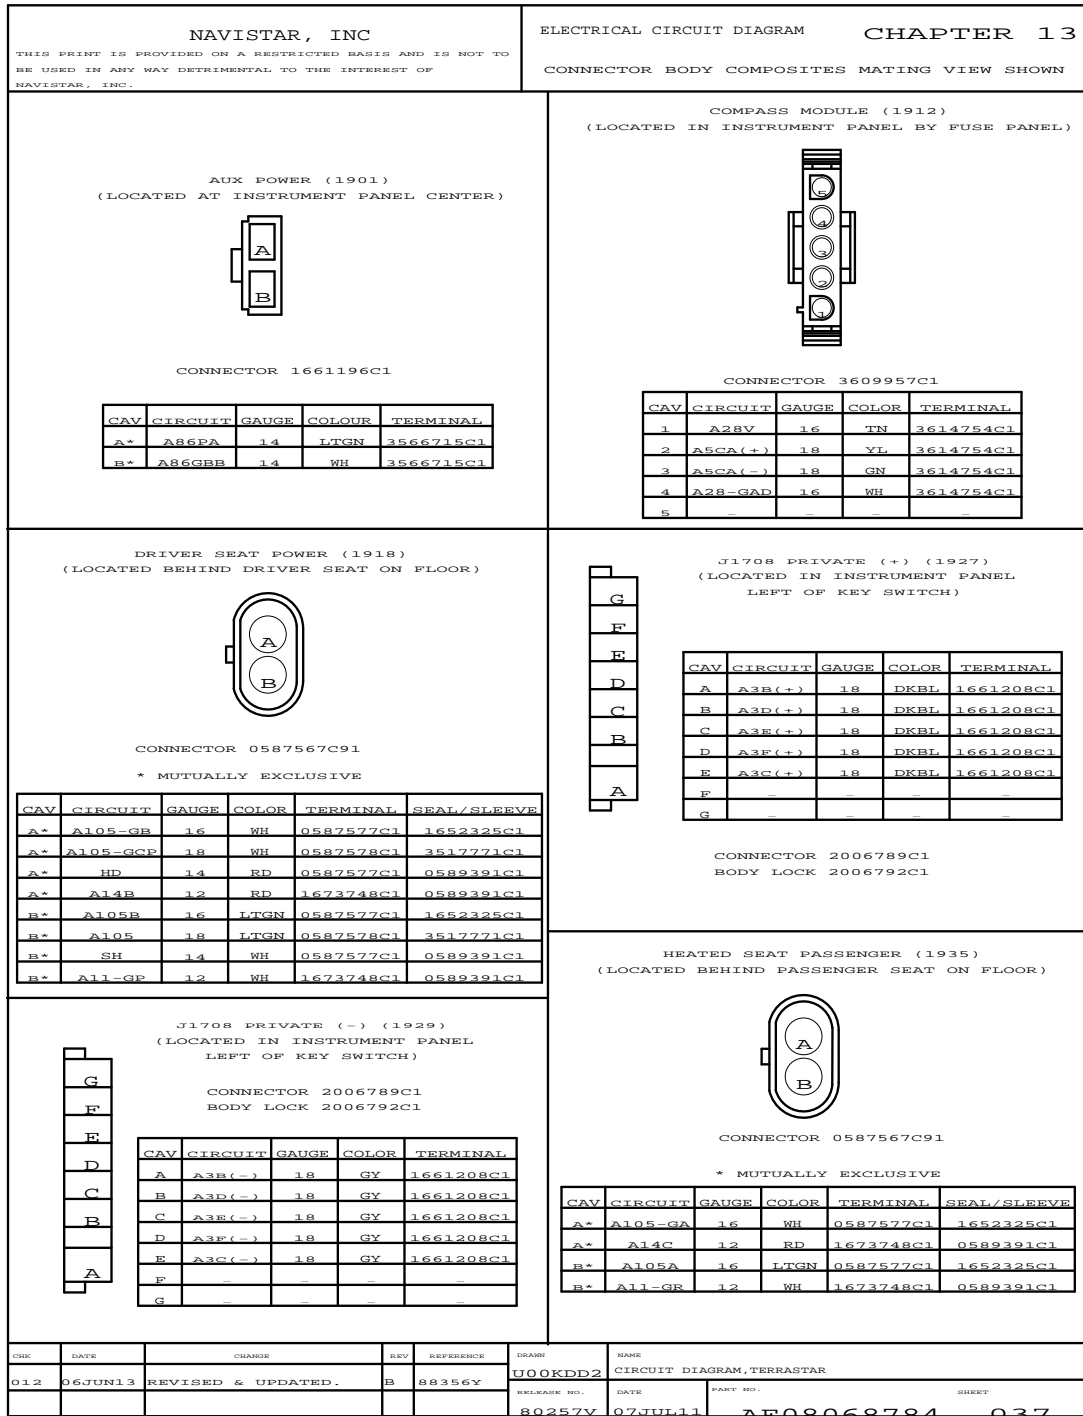 NAVISTAR, INC
THIS PRINT IS PROVIDED ON A RESTRICTED BASIS AND IS NOT TO
BE USED IN ANY WAY DETRIMENTAL TO THE INTEREST OF
NAVISTAR, INC.
ELECTRICAL CIRCUIT DIAGRAM CHAPTER 13
CONNECTOR BODY COMPOSITES MATING VIEW SHOWN
AUX POWER (1901)
(LOCATED AT INSTRUMENT PANEL CENTER)
A
B
CONNECTOR 1661196C1
CAV CIRCUIT GAUGE COLOUR TERMINAL
A* A86PA 14 LTGN 3566715C1
B* A86GBB 14 WH 3566715C1
COMPASS MODULE (1912)
(LOCATED IN INSTRUMENT PANEL BY FUSE PANEL)
5
4
3
2
1
CONNECTOR 3609957C1
CAV CIRCUIT GAUGE COLOR TERMINAL
1 A28V 16 TN 3614754C1
2 A5CA(+) 18 YL 3614754C1
3 A5CA(-) 18 GN 3614754C1
4 A28-GAD 16 WH 3614754C1
5 - - - -
DRIVER SEAT POWER (1918)
(LOCATED BEHIND DRIVER SEAT ON FLOOR)
A
B
CONNECTOR 0587567C91
* MUTUALLY EXCLUSIVE
CAV CIRCUIT GAUGE COLOR TERMINAL SEAL/SLEEVE
A* A105-GB 16 WH 0587577C1 1652325C1
A* A105-GCP 18 WH 0587578C1 3517771C1
A* HD 14 RD 0587577C1 0589391C1
A* A14B 12 RD 1673748C1 0589391C1
B* A105B 16 LTGN 0587577C1 1652325C1
B* A105 18 LTGN 0587578C1 3517771C1
B* SH 14 WH 0587577C1 0589391C1
B* A11-GP 12 WH 1673748C1 0589391C1
J1708 PRIVATE (+) (1927)
(LOCATED IN INSTRUMENT PANEL
LEFT OF KEY SWITCH)
G
F
E
D
C
B
A
CAV CIRCUIT GAUGE COLOR TERMINAL
A A3B(+) 18 DKBL 1661208C1
B A3D(+) 18 DKBL 1661208C1
C A3E(+) 18 DKBL 1661208C1
D A3F(+) 18 DKBL 1661208C1
E A3C(+) 18 DKBL 1661208C1
F - - - -
G - - - -
CONNECTOR 2006789C1
BODY LOCK 2006792C1
J1708 PRIVATE (-) (1929)
(LOCATED IN INSTRUMENT PANEL
LEFT OF KEY SWITCH)
CONNECTOR 2006789C1
BODY LOCK 2006792C1
G
F
E
D
C
B
A
CAV CIRCUIT GAUGE COLOR TERMINAL
A A3B(-) 18 GY 1661208C1
B A3D(-) 18 GY 1661208C1
C A3E(-) 18 GY 1661208C1
D A3F(-) 18 GY 1661208C1
E A3C(-) 18 GY 1661208C1
F - - - -
G - - - -
HEATED SEAT PASSENGER (1935)
(LOCATED BEHIND PASSENGER SEAT ON FLOOR)
A
B
CONNECTOR 0587567C91
* MUTUALLY EXCLUSIVE
CAV CIRCUIT GAUGE COLOR TERMINAL SEAL/SLEEVE
A* A105-GA 16 WH 0587577C1 1652325C1
A* A14C 12 RD 1673748C1 0589391C1
B* A105A 16 LTGN 0587577C1 1652325C1
B* A11-GR 12 WH 1673748C1 0589391C1
CHK DATE CHANGE REV REFERENCE
012 06JUN13 REVISED & UPDATED. B 88356Y
DRAWN NAME
U00KDD2 CIRCUIT DIAGRAM,TERRASTAR
RELEASE NO. DATE PART NO. SHEET
80257V 07JUL11 AF08068784 037